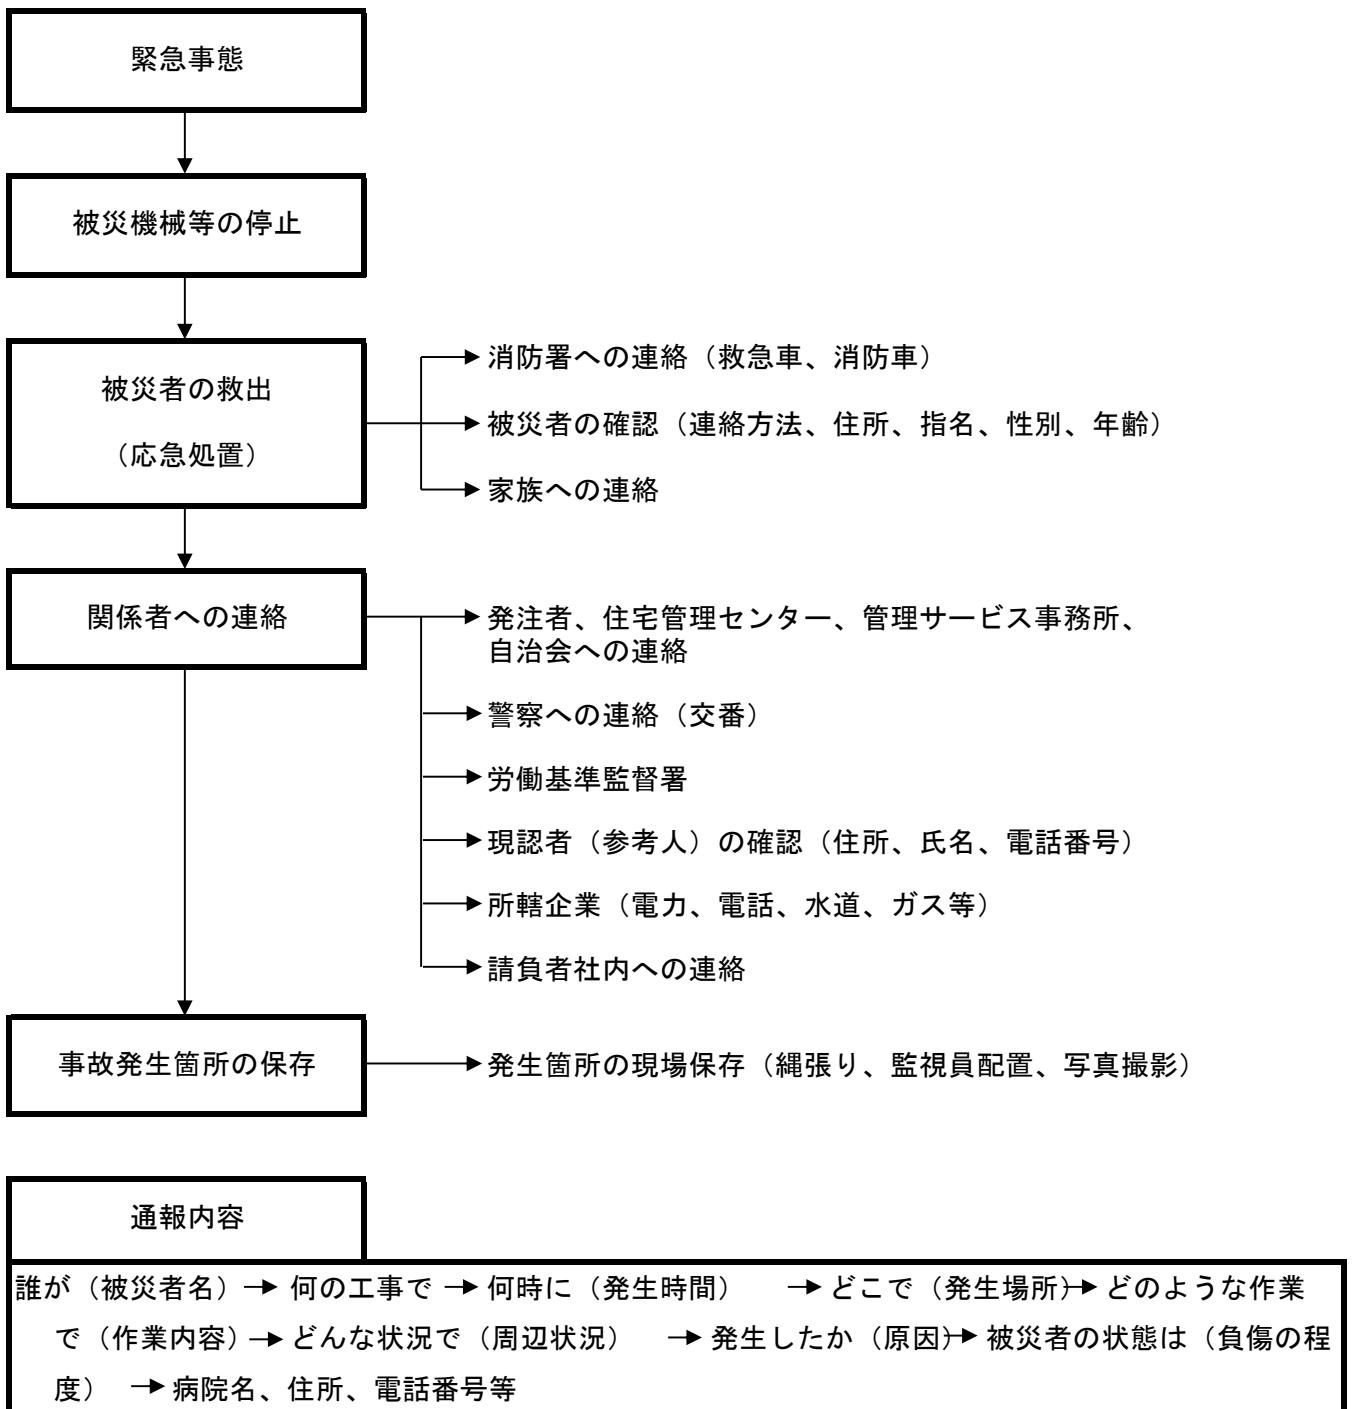 緊急事態
被災機械等の停止
被災者の救出
（応急処置）
消防署への連絡（救急車、消防車）
被災者の確認（連絡方法、住所、指名、性別、年齢）
家族への連絡
関係者への連絡
発注者、住宅管理センター、管理サービス事務所、
自治会への連絡
警察への連絡（交番）
労働基準監督署
現認者（参考人）の確認（住所、氏名、電話番号）
所轄企業（電力、電話、水道、ガス等）
請負者社内への連絡
事故発生箇所の保存
発生箇所の現場保存（縄張り、監視員配置、写真撮影）
通報内容
誰が（被災者名）→ 何の工事で → 何時に（発生時間） → どこで（発生場所）→ どのような作業
で（作業内容）→ どんな状況で（周辺状況） → 発生したか（原因）→ 被災者の状態は（負傷の程
度） → 病院名、住所、電話番号等